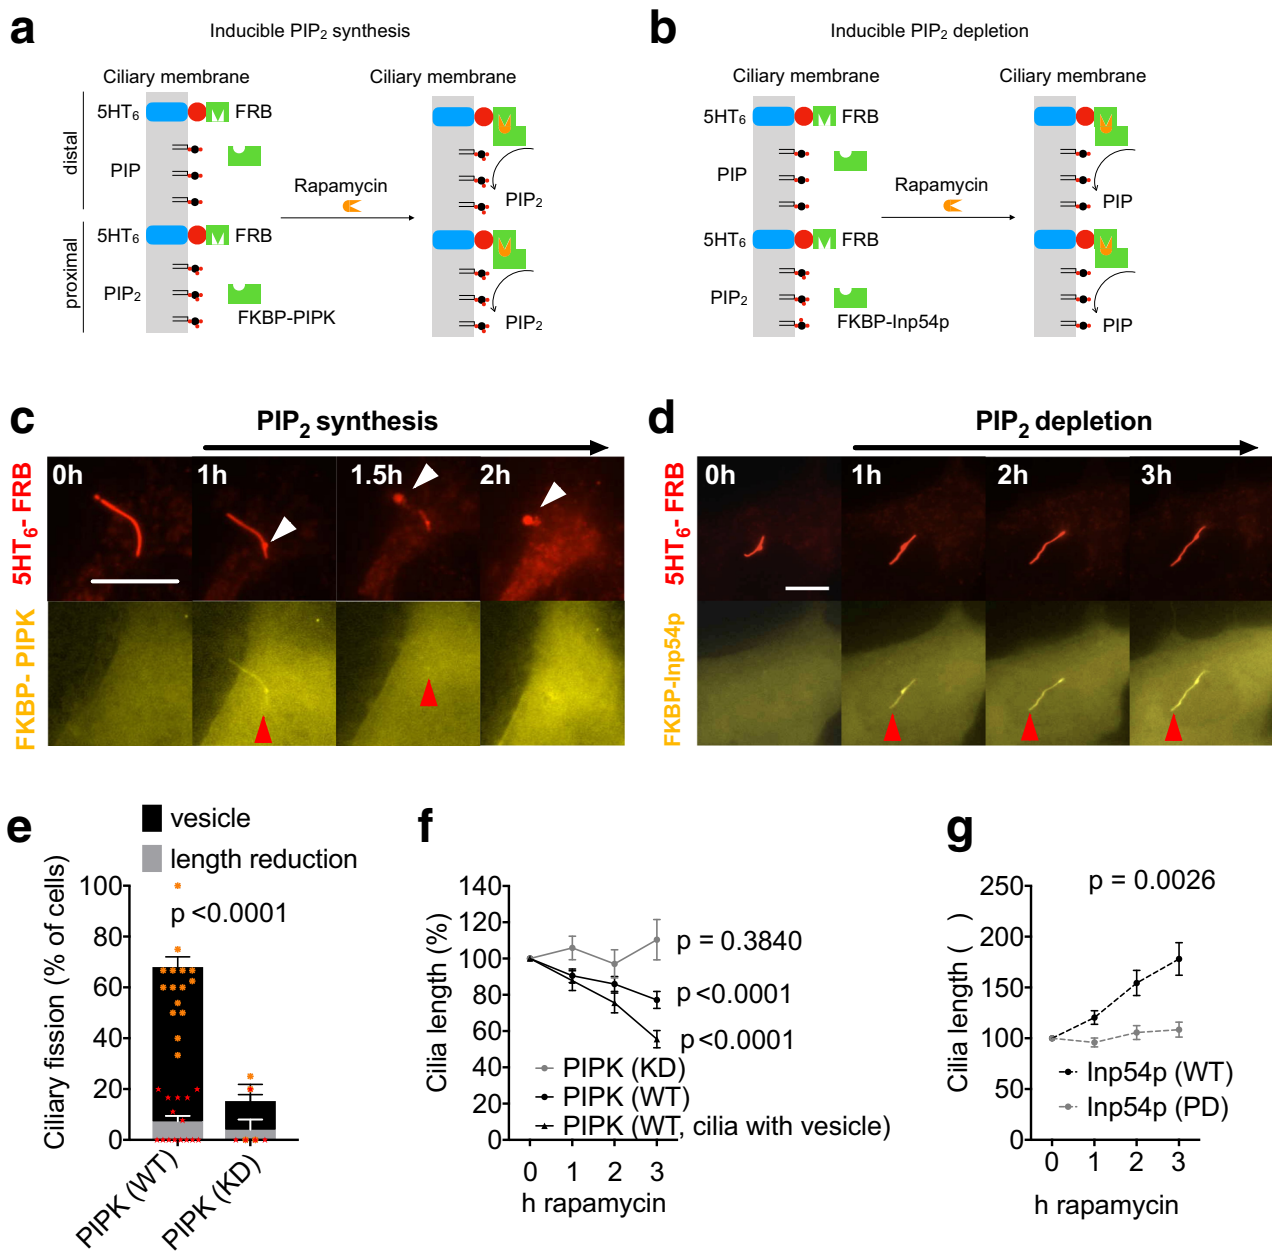 a
Inducible PIP₂ synthesis
Ciliary membrane
Ciliary membrane
distal
5HT₆
FRB
PIP
Rapamycin
PIP₂
proximal
5HT₆
FRB
PIP₂
FKBP-PIPK
PIP₂
b
Inducible PIP₂ depletion
Ciliary membrane
Ciliary membrane
5HT₆
FRB
PIP
Rapamycin
PIP
5HT₆
FRB
PIP₂
FKBP-Inp54p
PIP
c
PIP₂ synthesis
5HT₆- FRB
0h
1h
1.5h
2h
FKBP- PIPK
d
PIP₂ depletion
5HT₆- FRB
0h
1h
2h
3h
FKBP-Inp54p
e
vesicle
length reduction
Ciliary fission (% of cells)
100
80
60
40
20
0
p <0.0001
PIPK (WT)
PIPK (KD)
f
Cilia length (%)
140
120
100
80
60
40
20
0
p = 0.3840
p <0.0001
p <0.0001
PIPK (KD)
PIPK (WT)
PIPK (WT, cilia with vesicle)
0 1 2 3
h rapamycin
g
Cilia length ( )
250
200
150
100
50
0
p = 0.0026
Inp54p (WT)
Inp54p (PD)
0 1 2 3
h rapamycin